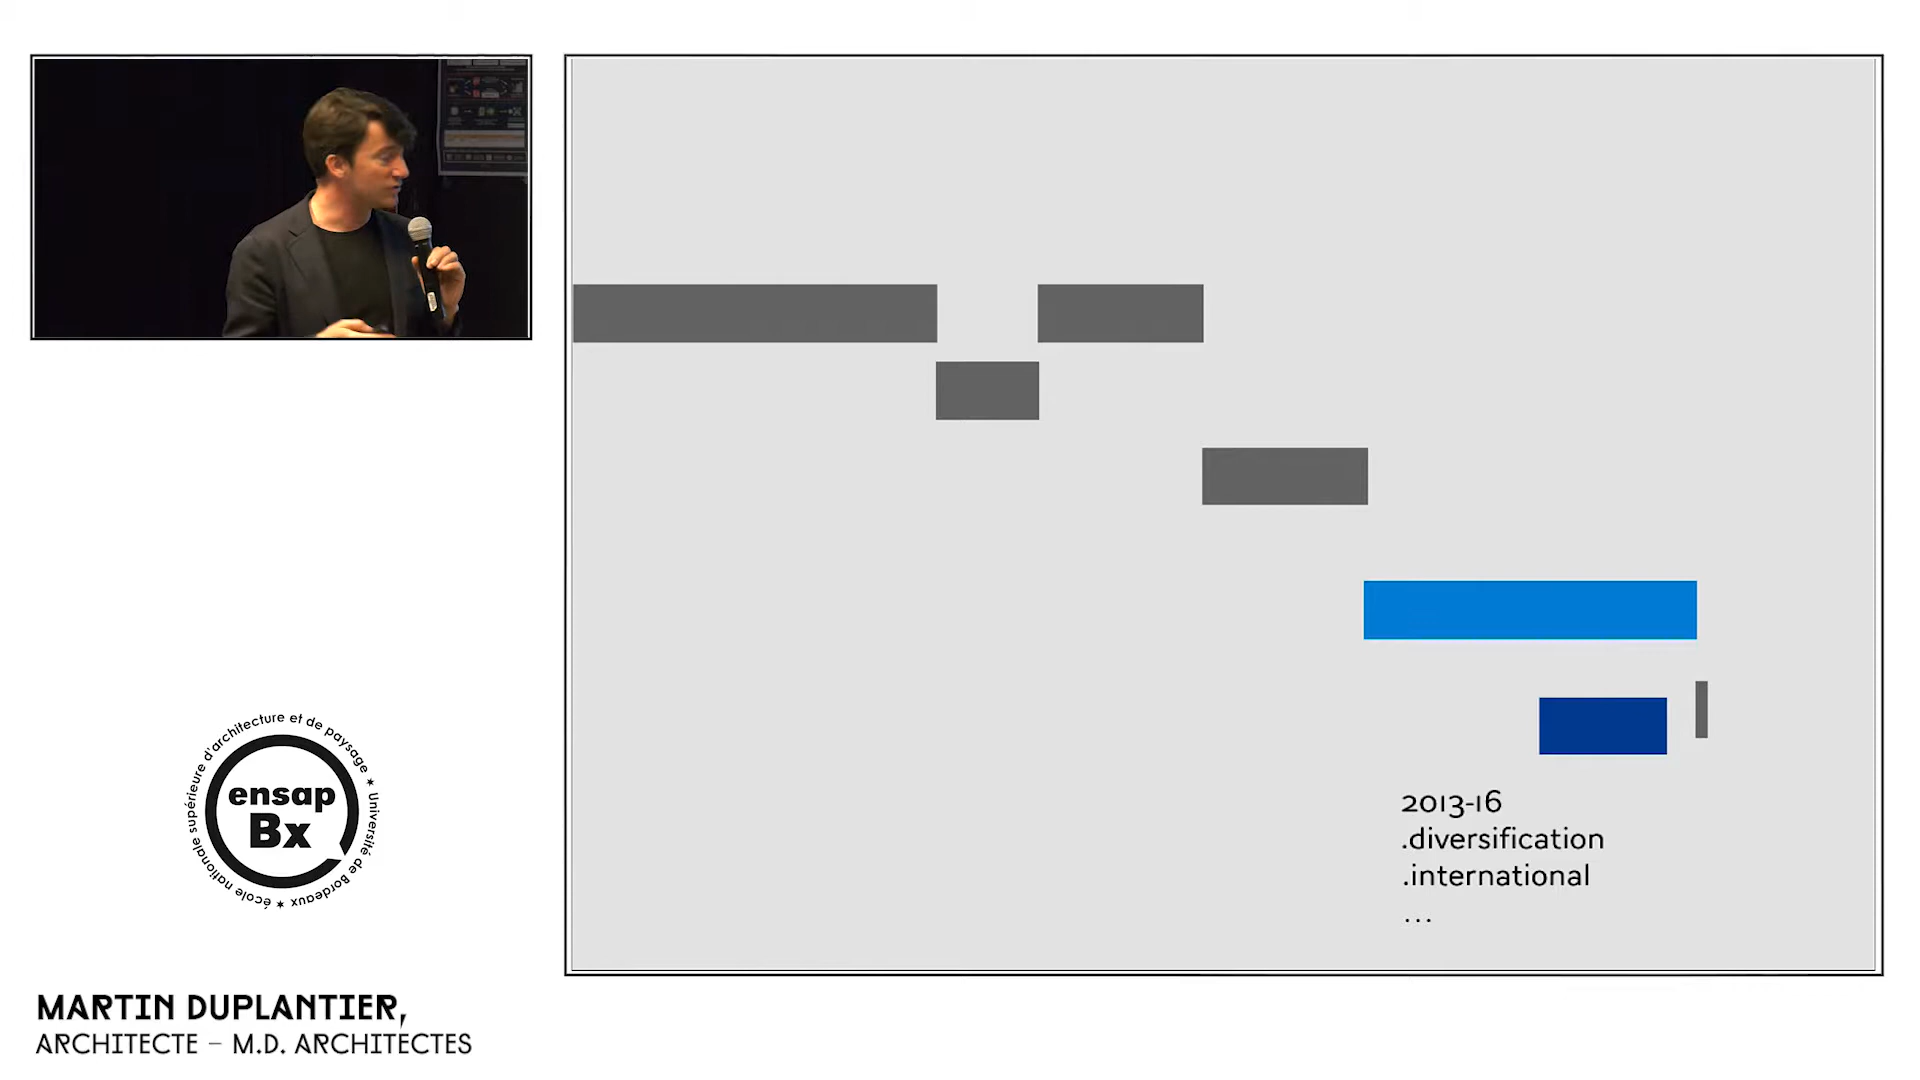 2013-16
.diversification
.international
...
école nationale supérieure d'architecture et de paysage ★ Université de Bordeaux ★
ensap
Bx
MARTIN DUPLANTIER,
ARCHITECTE – M.D. ARCHITECTES